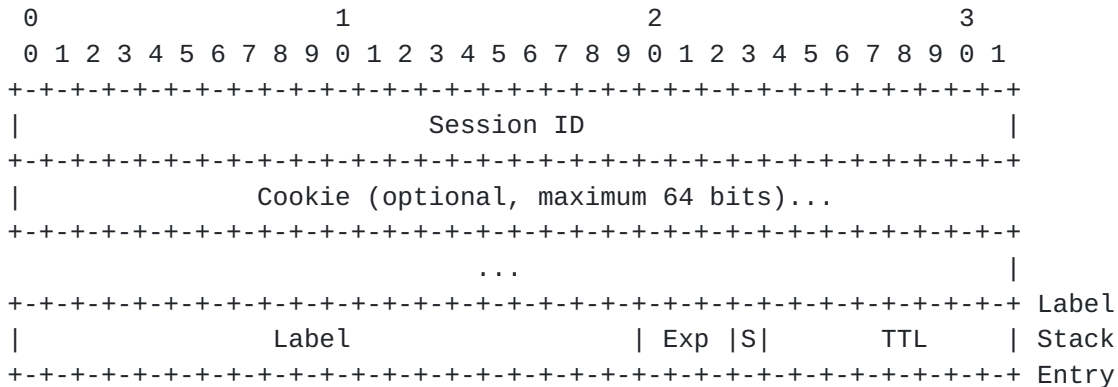 0                   1                   2                   3
 0 1 2 3 4 5 6 7 8 9 0 1 2 3 4 5 6 7 8 9 0 1 2 3 4 5 6 7 8 9 0 1
+-+-+-+-+-+-+-+-+-+-+-+-+-+-+-+-+-+-+-+-+-+-+-+-+-+-+-+-+-+-+-+-+
|                          Session ID                           |
+-+-+-+-+-+-+-+-+-+-+-+-+-+-+-+-+-+-+-+-+-+-+-+-+-+-+-+-+-+-+-+-+
|               Cookie (optional, maximum 64 bits)...
+-+-+-+-+-+-+-+-+-+-+-+-+-+-+-+-+-+-+-+-+-+-+-+-+-+-+-+-+-+-+-+-+
                              ...                               |
+-+-+-+-+-+-+-+-+-+-+-+-+-+-+-+-+-+-+-+-+-+-+-+-+-+-+-+-+-+-+-+-+ Label
|                Label                  | Exp |S|       TTL     | Stack
+-+-+-+-+-+-+-+-+-+-+-+-+-+-+-+-+-+-+-+-+-+-+-+-+-+-+-+-+-+-+-+-+ Entry